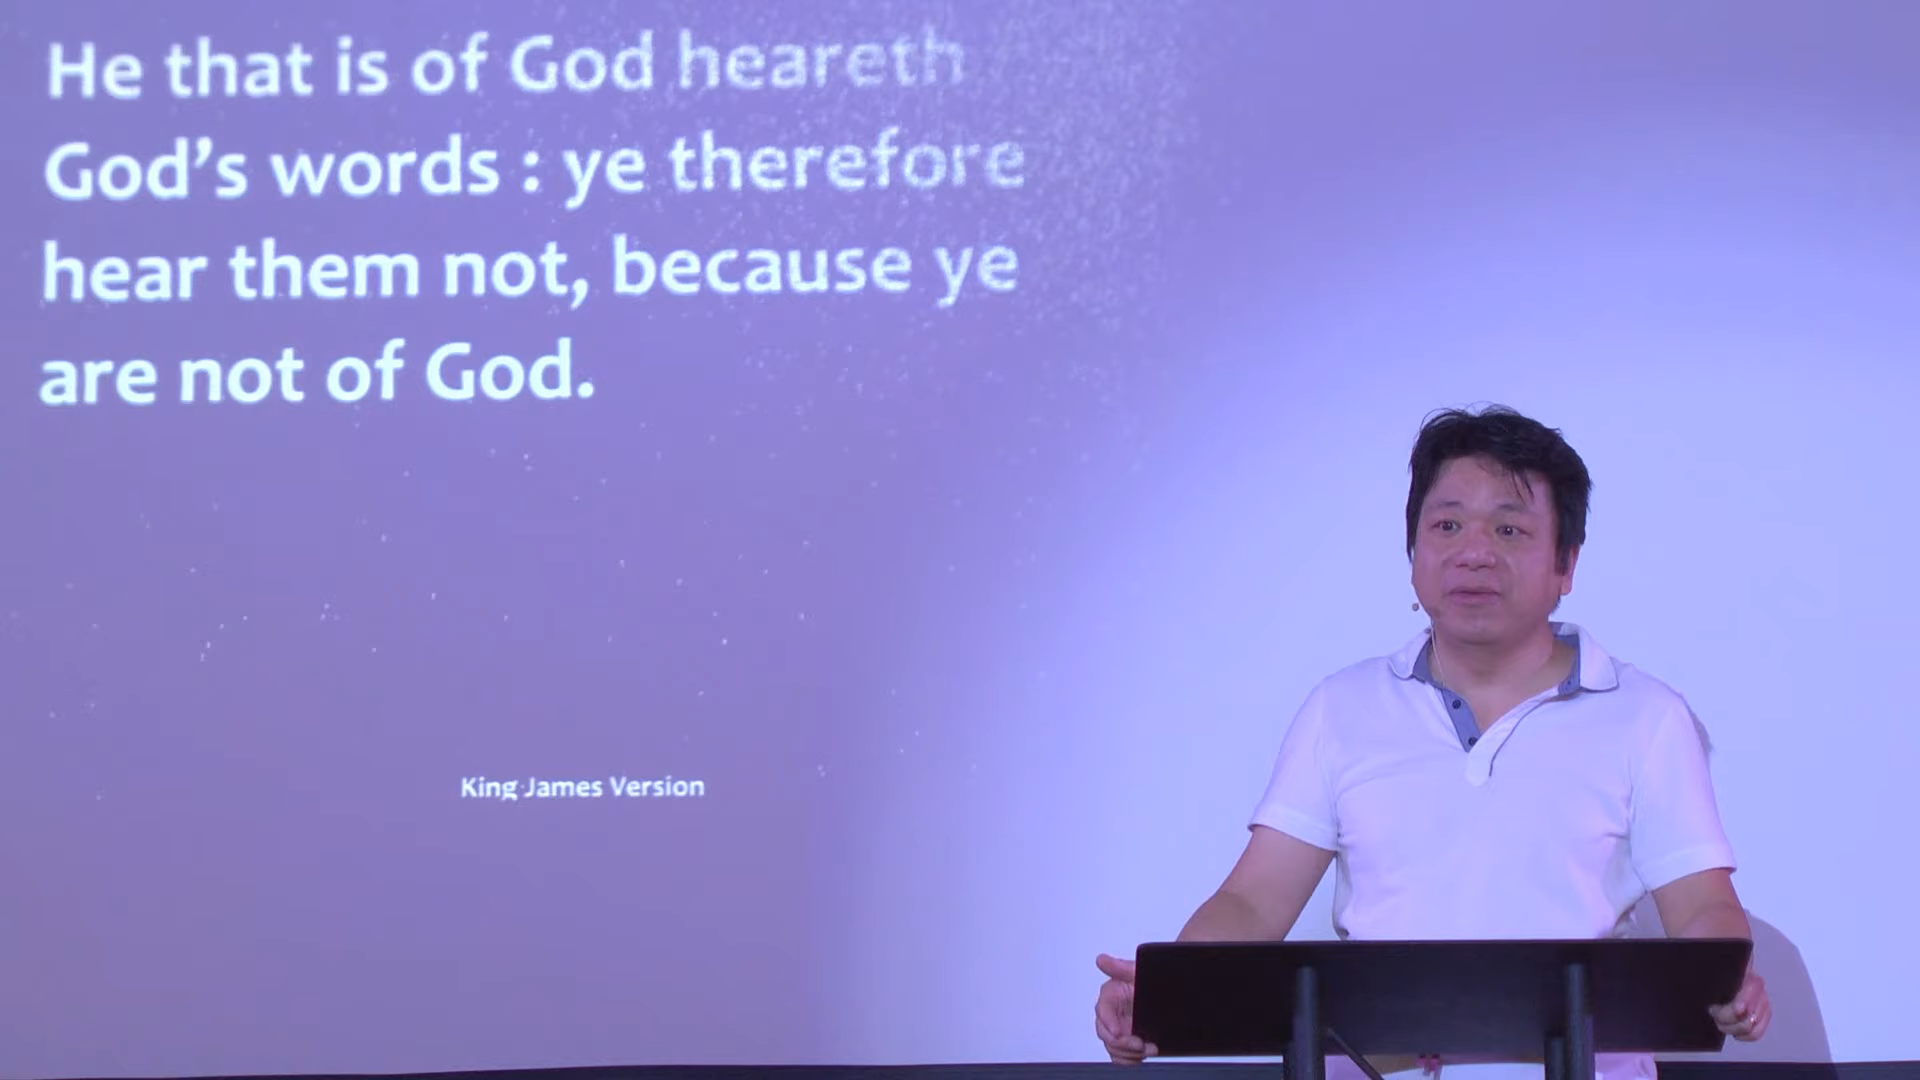 He that is of God heareth
God's words : ye therefore
hear them not, because ye
are not of God.
King James Version